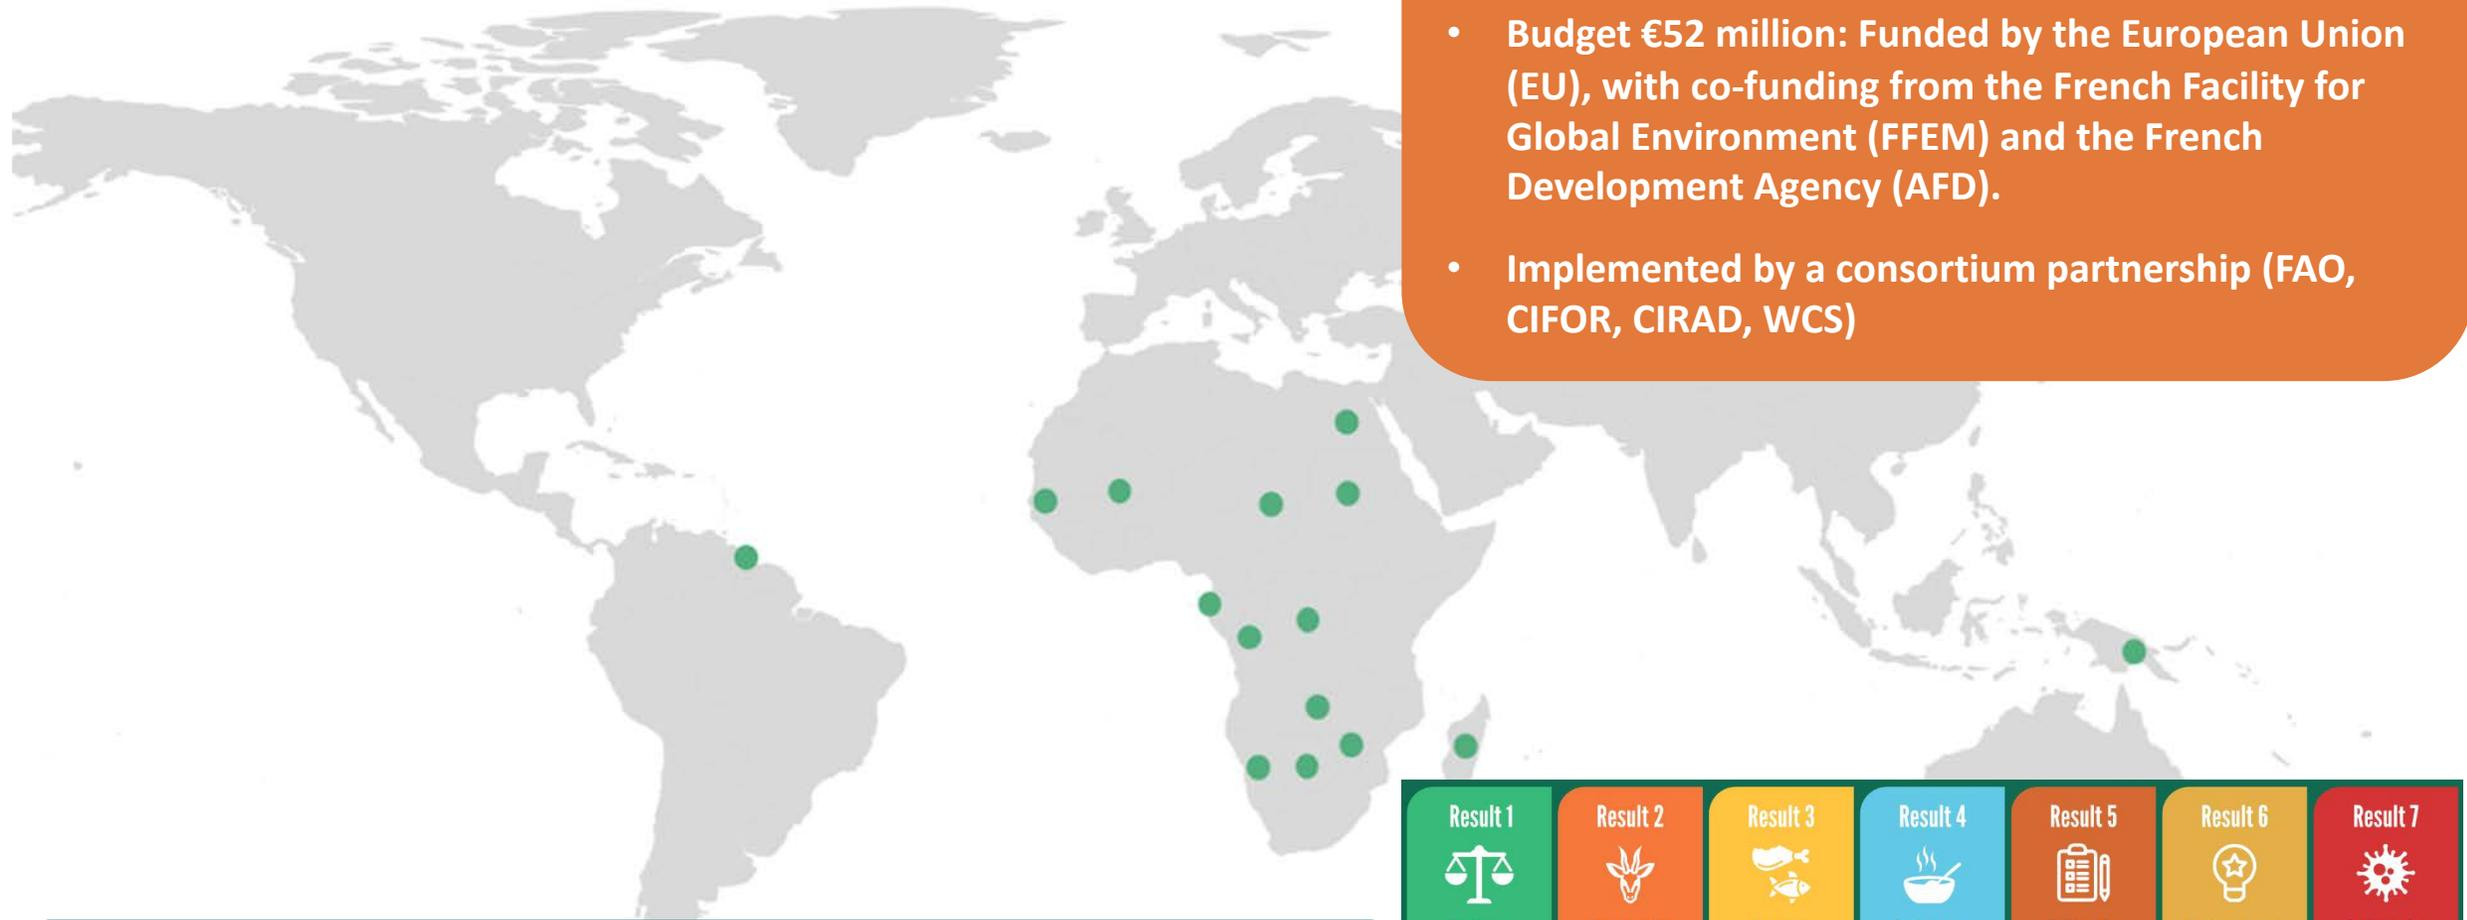 • Budget €52 million: Funded by the European Union
(EU), with co-funding from the French Facility for
Global Environment (FFEM) and the French
Development Agency (AFD).
• Implemented by a consortium partnership (FAO,
CIFOR, CIRAD, WCS)
Result 1 Result 2 Result 3 Result 4 Result 5 Result 6 Result 7